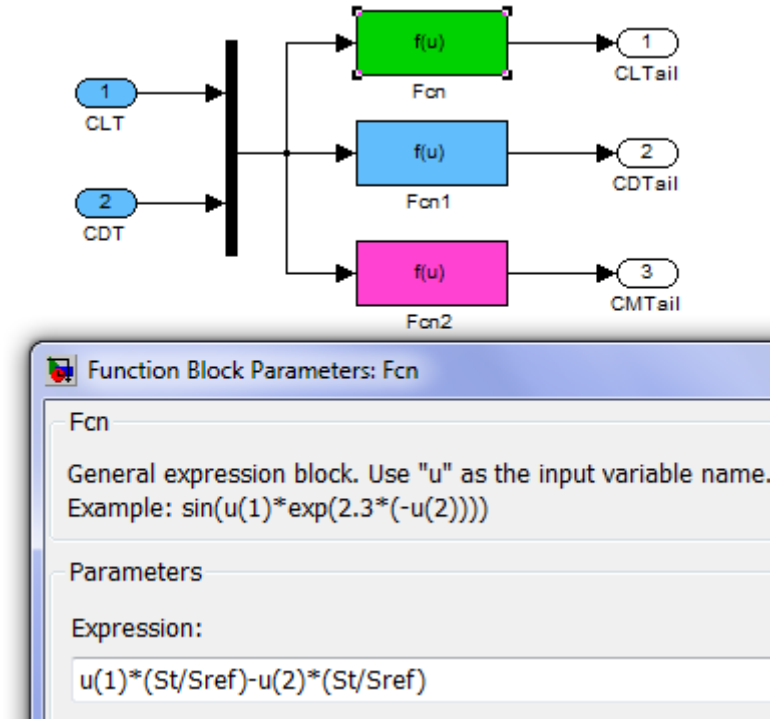 f(u)
1
Fcn
CLTail
1
CLT
f(u)
2
Fcn1
CDTail
2
CDT
f(u)
3
Fcn2
CMTail
Function Block Parameters: Fcn
Fcn
General expression block. Use "u" as the input variable name.
Example: sin(u(1)*exp(2.3*(-u(2))))
Parameters
Expression:
u(1)*(St/Sref)-u(2)*(St/Sref)